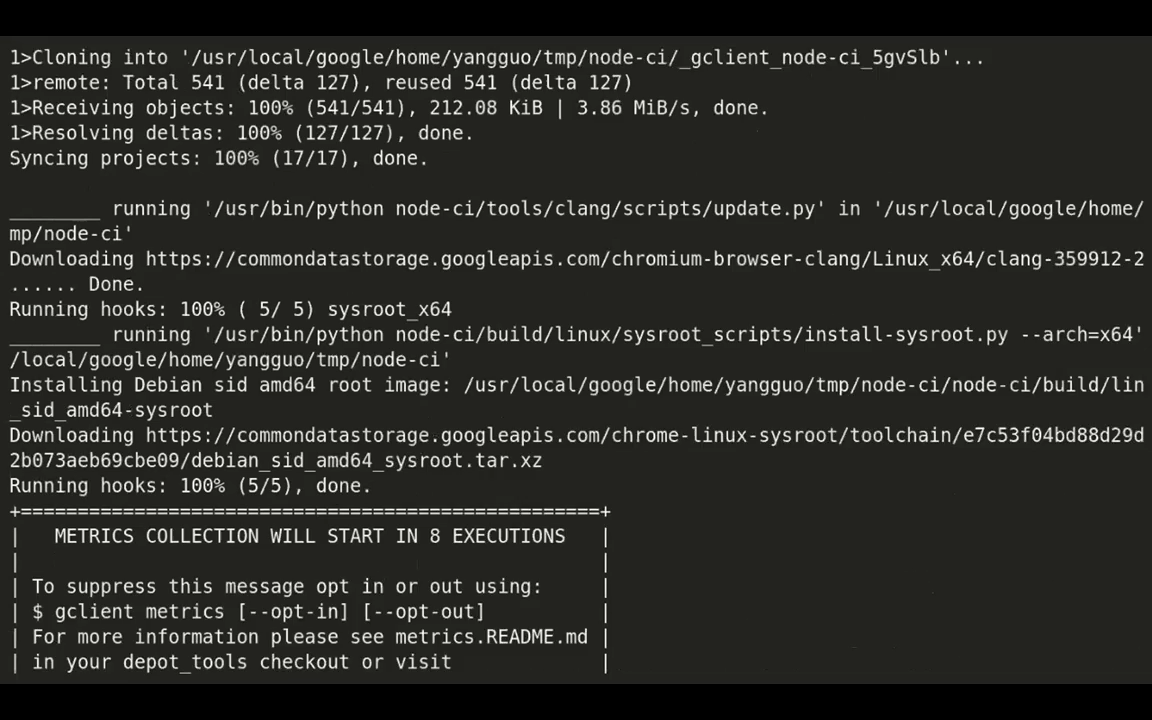 1>Cloning into '/usr/local/google/home/yangguo/tmp/node-ci/_gclient_node-ci_5gvSlb'...
1>remote: Total 541 (delta 127), reused 541 (delta 127)
1>Receiving objects: 100% (541/541), 212.08 KiB | 3.86 MiB/s, done.
1>Resolving deltas: 100% (127/127), done.
Syncing projects: 100% (17/17), done.
________ running '/usr/bin/python node-ci/tools/clang/scripts/update.py' in '/usr/local/google/home/
mp/node-ci'
Downloading https://commondatastorage.googleapis.com/chromium-browser-clang/Linux_x64/clang-359912-2
...... Done.
Running hooks: 100% ( 5/ 5) sysroot_x64
________ running '/usr/bin/python node-ci/build/linux/sysroot_scripts/install-sysroot.py --arch=x64'
/local/google/home/yangguo/tmp/node-ci'
Installing Debian sid amd64 root image: /usr/local/google/home/yangguo/tmp/node-ci/node-ci/build/lin
_sid_amd64-sysroot
Downloading https://commondatastorage.googleapis.com/chrome-linux-sysroot/toolchain/e7c53f04bd88d29d
2b073aeb69cbe09/debian_sid_amd64_sysroot.tar.xz
Running hooks: 100% (5/5), done.
+===================================================+
|   METRICS COLLECTION WILL START IN 8 EXECUTIONS   |
|                                                   |
| To suppress this message opt in or out using:     |
| $ gclient metrics [--opt-in] [--opt-out]          |
| For more information please see metrics.README.md |
| in your depot_tools checkout or visit             |